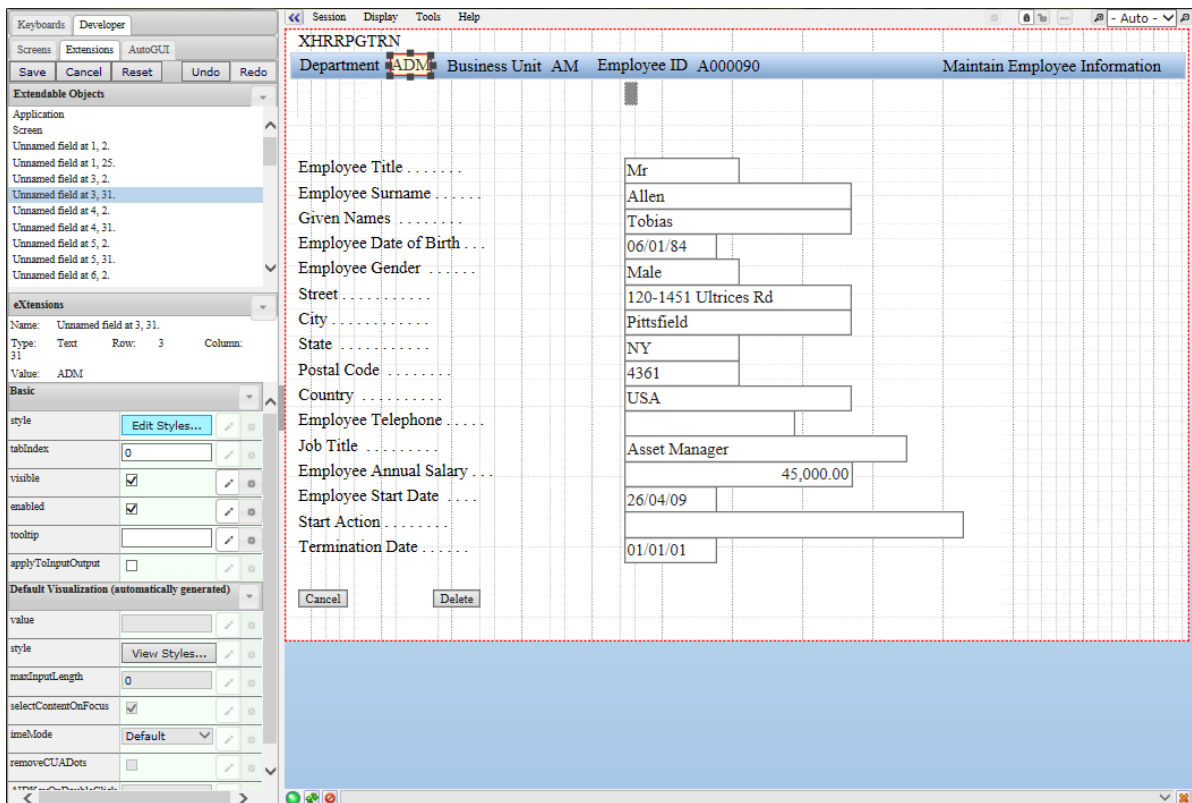 Keyboards Developer
Screens Extensions AutoGUI
Save Cancel Reset Undo Redo
Extendable Objects
Application
Screen
Unnamed field at 1, 2.
Unnamed field at 1, 25.
Unnamed field at 3, 2.
Unnamed field at 3, 31.
Unnamed field at 4, 2.
Unnamed field at 4, 31.
Unnamed field at 5, 2.
Unnamed field at 5, 31.
Unnamed field at 6, 2.
eXtensions
Name: Unnamed field at 3, 31.
Type: Text Row: 3 Column:
31
Value: ADM
Basic
style Edit Styles...
tabIndex 0
visible
enabled
tooltip
applyToInputOutput
Default Visualization (automatically generated)
value
style View Styles...
maxInputLength 0
selectContentOnFocus
imeMode Default
removeCUADots
AIDKeyOnDoubleClick
Session Display Tools Help - Auto -
XHRRPGTRN
Department ADM Business Unit AM Employee ID A000090 Maintain Employee Information
Employee Title . . . . . . . Mr
Employee Surname . . . . . . Allen
Given Names . . . . . . . . Tobias
Employee Date of Birth . . . 06/01/84
Employee Gender . . . . . . Male
Street . . . . . . . . . . . 120-1451 Ultrices Rd
City . . . . . . . . . . . . Pittsfield
State . . . . . . . . . . . NY
Postal Code . . . . . . . . 4361
Country . . . . . . . . . . USA
Employee Telephone . . . . .
Job Title . . . . . . . . . Asset Manager
Employee Annual Salary . . . 45,000.00
Employee Start Date . . . . 26/04/09
Start Action . . . . . . . .
Termination Date . . . . . . 01/01/01
Cancel Delete